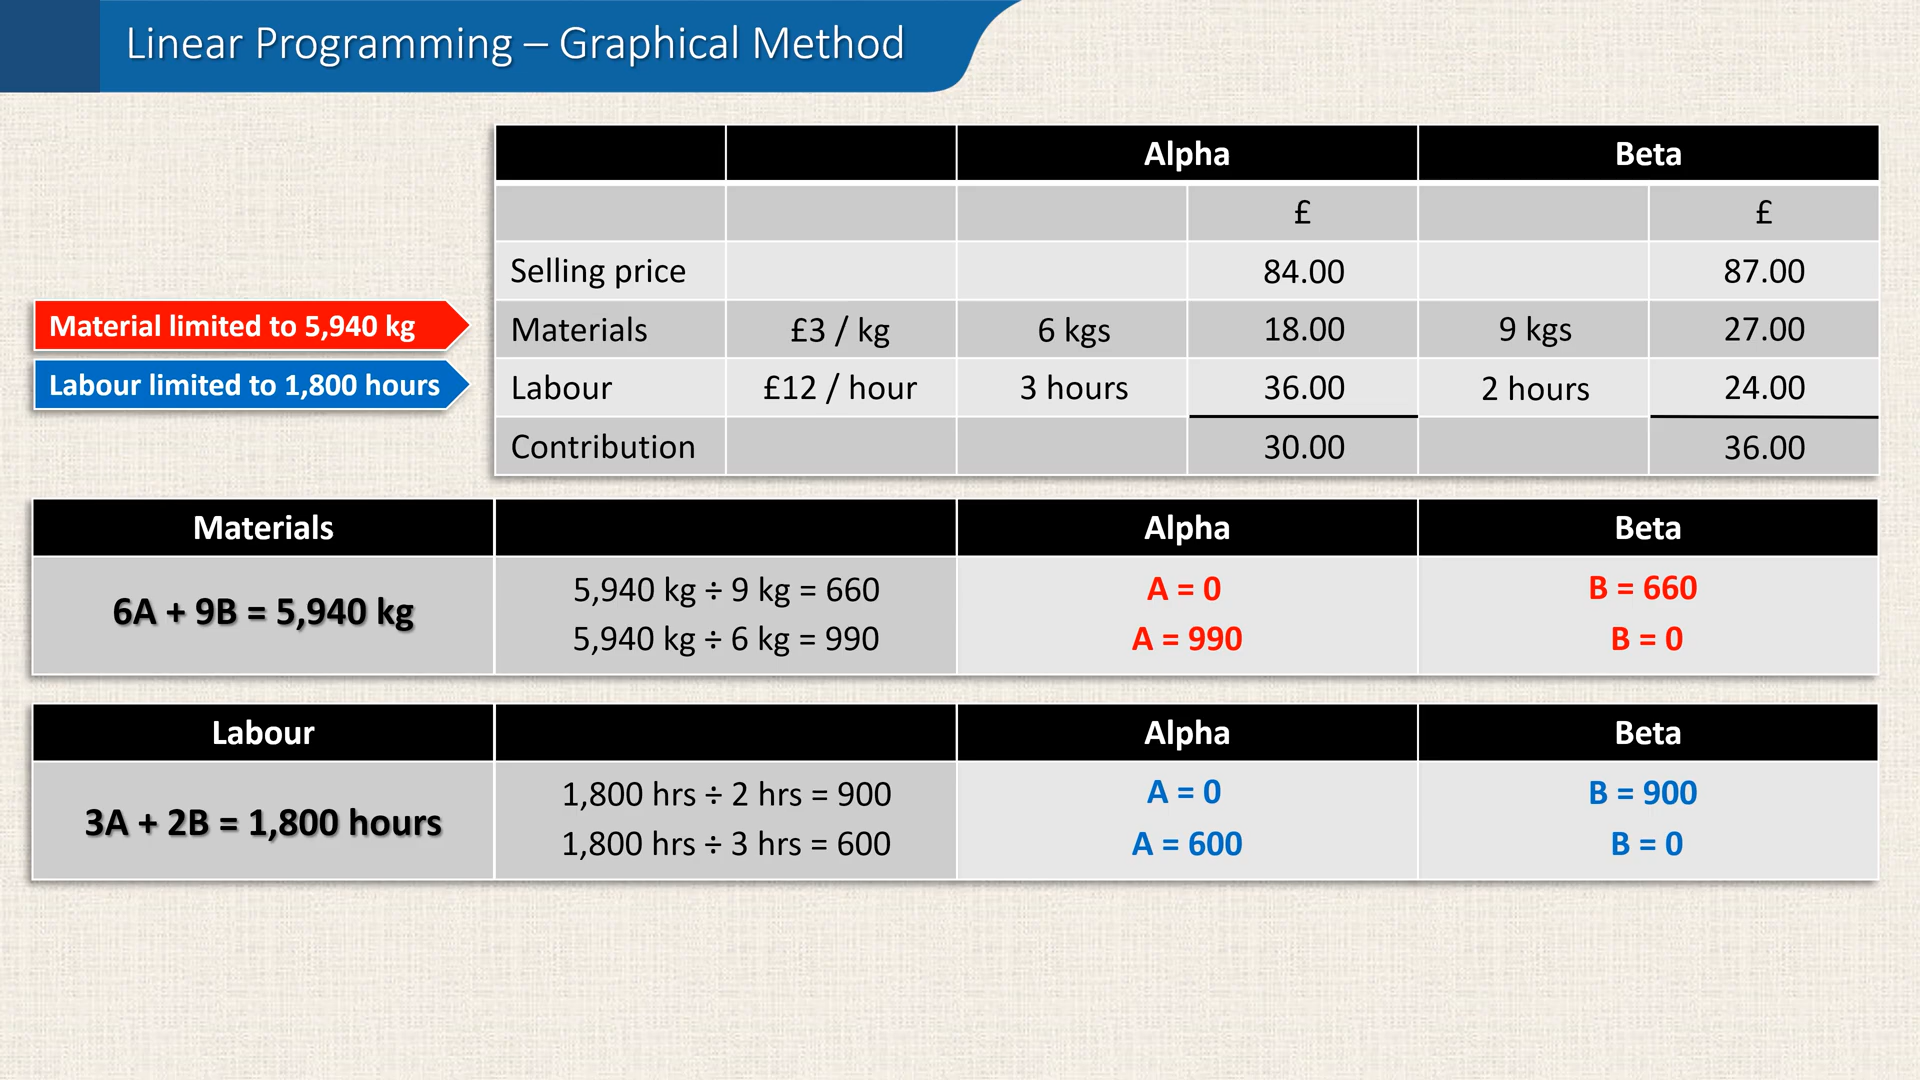 Linear Programming – Graphical Method
Alpha Beta
£ £
Selling price 84.00 87.00
Material limited to 5,940 kg
Materials £3 / kg 6 kgs 18.00 9 kgs 27.00
Labour limited to 1,800 hours
Labour £12 / hour 3 hours 36.00 2 hours 24.00
Contribution 30.00 36.00
Materials Alpha Beta
6A + 9B = 5,940 kg
5,940 kg ÷ 9 kg = 660 A = 0 B = 660
5,940 kg ÷ 6 kg = 990 A = 990 B = 0
Labour Alpha Beta
3A + 2B = 1,800 hours
1,800 hrs ÷ 2 hrs = 900 A = 0 B = 900
1,800 hrs ÷ 3 hrs = 600 A = 600 B = 0